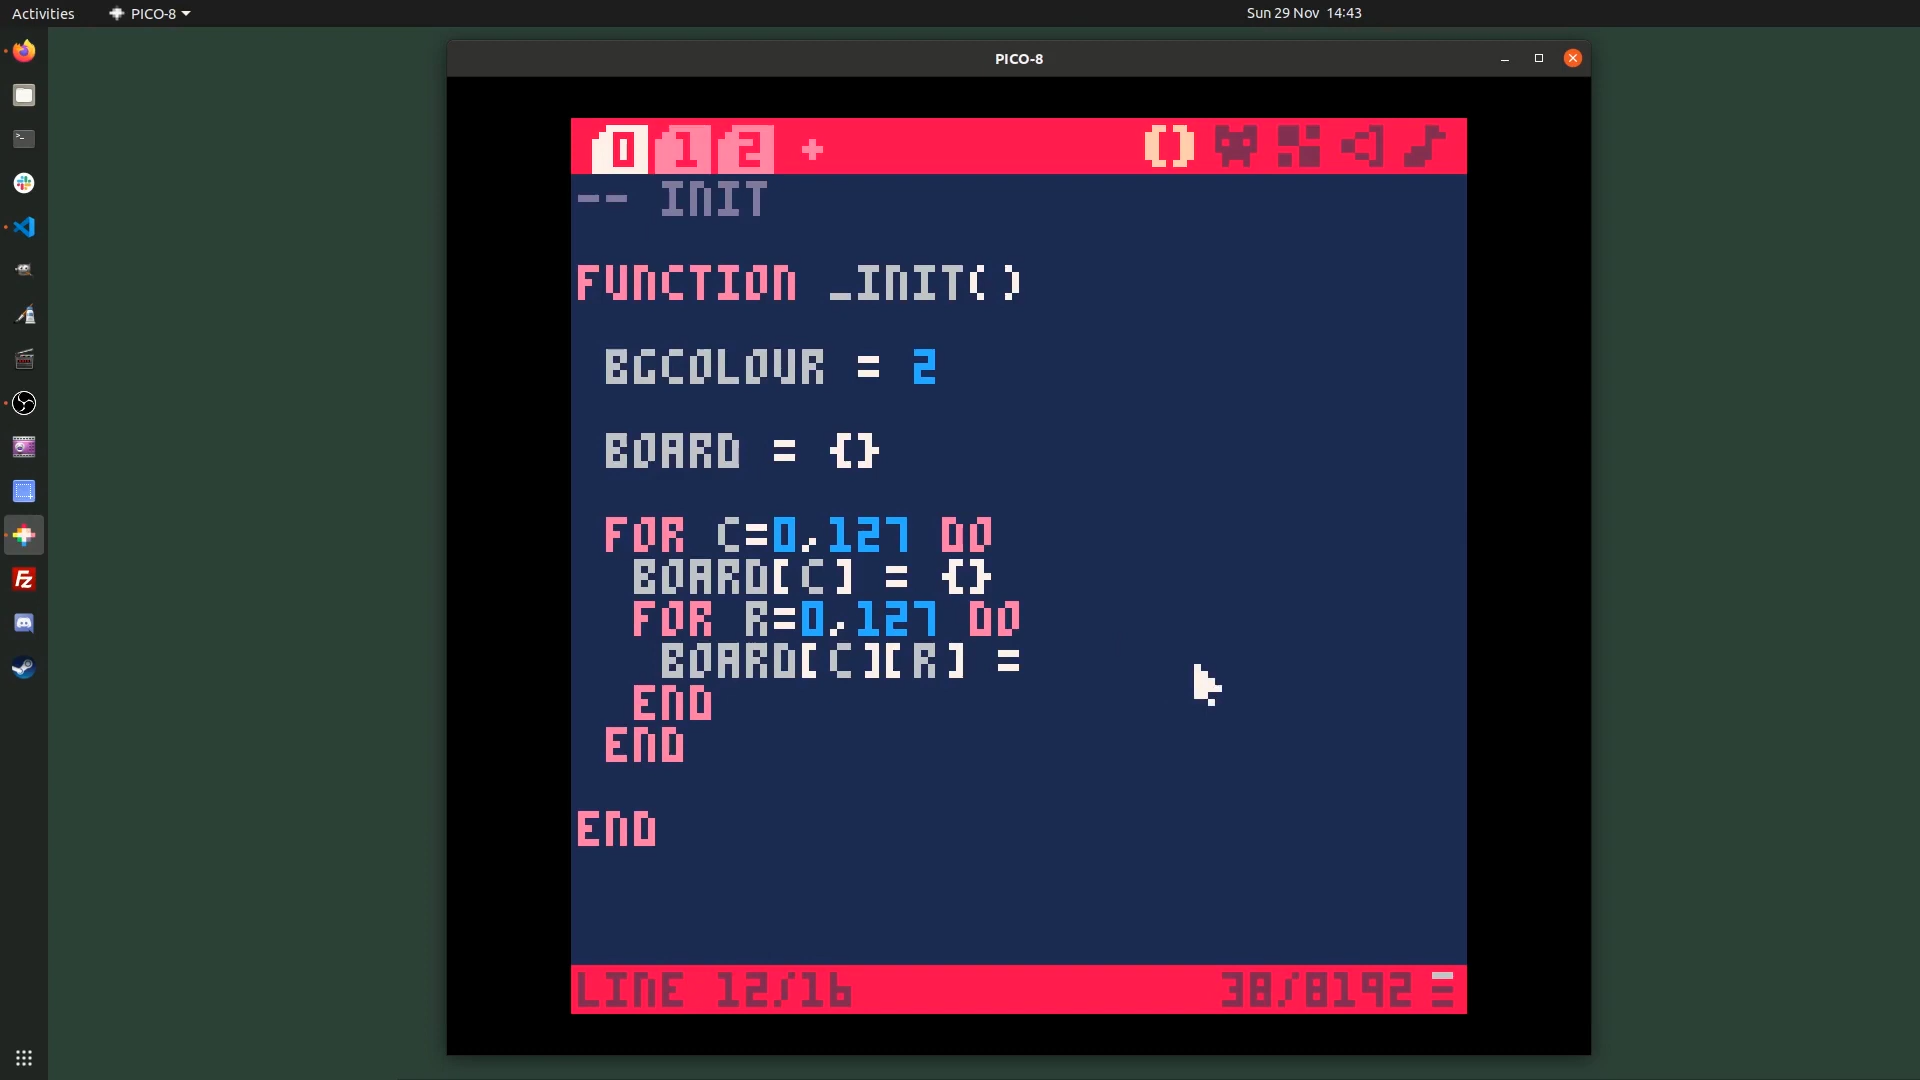 Activities PICO-8 Sun 29 Nov 14:43
PICO-8
0 1 2 +
-- INIT
FUNCTION _INIT()
BGCOLOUR = 2
BOARD = {}
FOR C=0,127 DO
BOARD[C] = {}
FOR R=0,127 DO
BOARD[C][R] =
END
END
END
LINE 12/16 38/8192